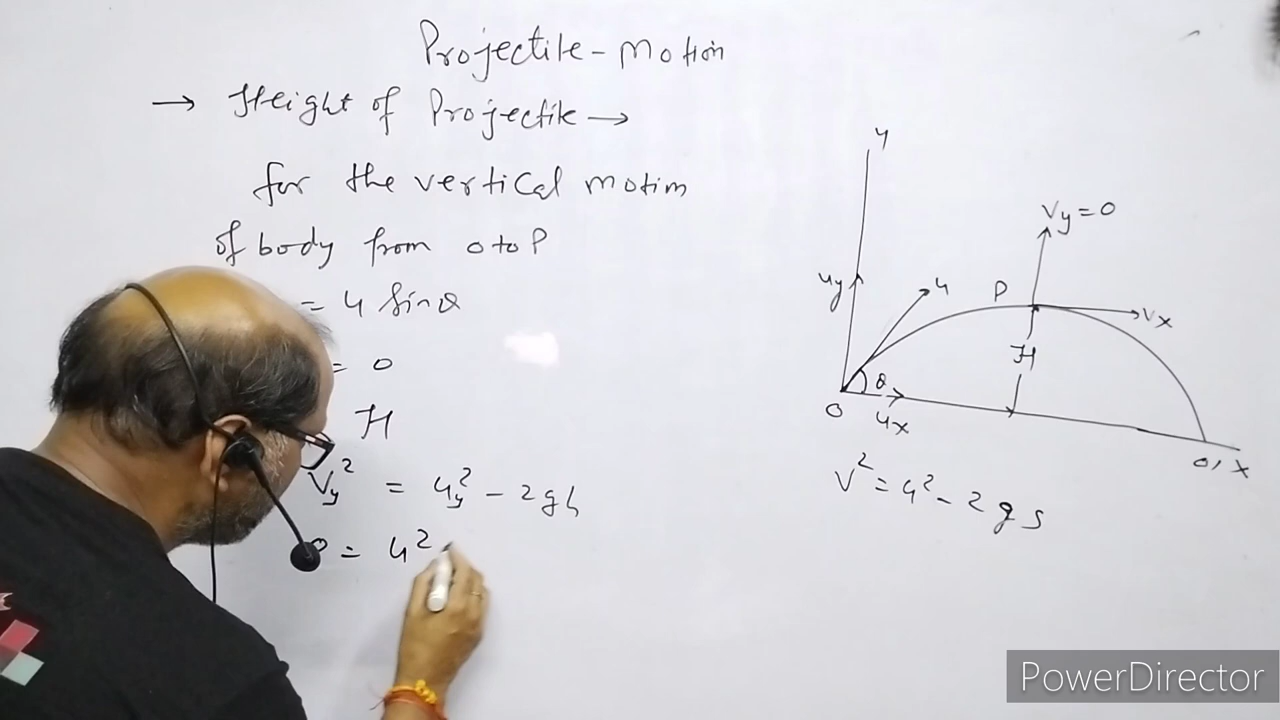 Projectile - motion
→ Height of Projectile →
for the vertical motion
of body from O to P
= u Sinθ
= 0
H
Vy² = uy² - 2gh
0 = u²
y
Vy = 0
uy
u
P
Vx
H
θ
O
ux
O', X
V² = u² - 2gs
PowerDirector